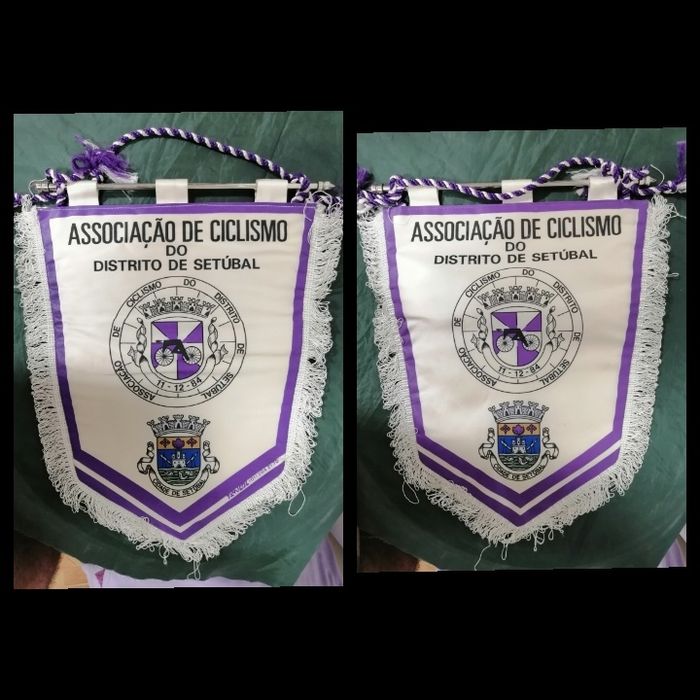 ASSOCIAÇÃO DE CICLISMO
DO
DISTRITO DE SETÚBAL
ASSOCIAÇÃO DE CICLISMO DO DISTRITO DE SETÚBAL
11-12-84
CIDADE DE SETÚBAL
ASSOCIAÇÃO DE CICLISMO
DO
DISTRITO DE SETÚBAL
ASSOCIAÇÃO DE CICLISMO DO DISTRITO DE SETÚBAL
11-12-84
CIDADE DE SETÚBAL